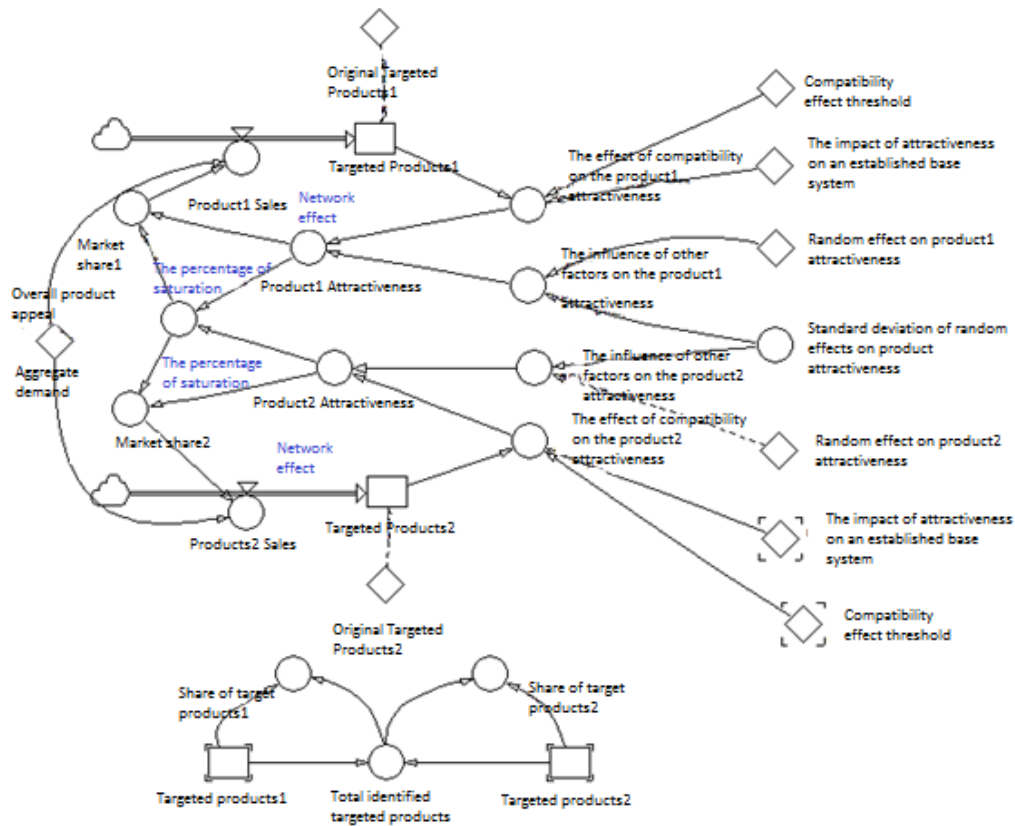 Original Targeted
Products1
Compatibility
effect threshold
Targeted Products1
The effect of compatibility
on the product1
attractiveness
The impact of attractiveness
on an established base
system
Product1 Sales
Network
effect
Market
share1
The percentage of
saturation
Product1 Attractiveness
The influence of other
factors on the product1
attractiveness
Random effect on product1
attractiveness
Overall product
appeal
Standard deviation of random
effects on product
attractiveness
Aggregate
demand
The percentage
of saturation
The influence of other
factors on the product2
attractiveness
Product2 Attractiveness
The effect of compatibility
on the product2
attractiveness
Market share2
Network
effect
Random effect on product2
attractiveness
Targeted Products2
Products2 Sales
The impact of attractiveness
on an established base
system
Original Targeted
Products2
Compatibility
effect threshold
Share of target
products1
Share of target
products2
Targeted products1
Total identified
targeted products
Targeted products2